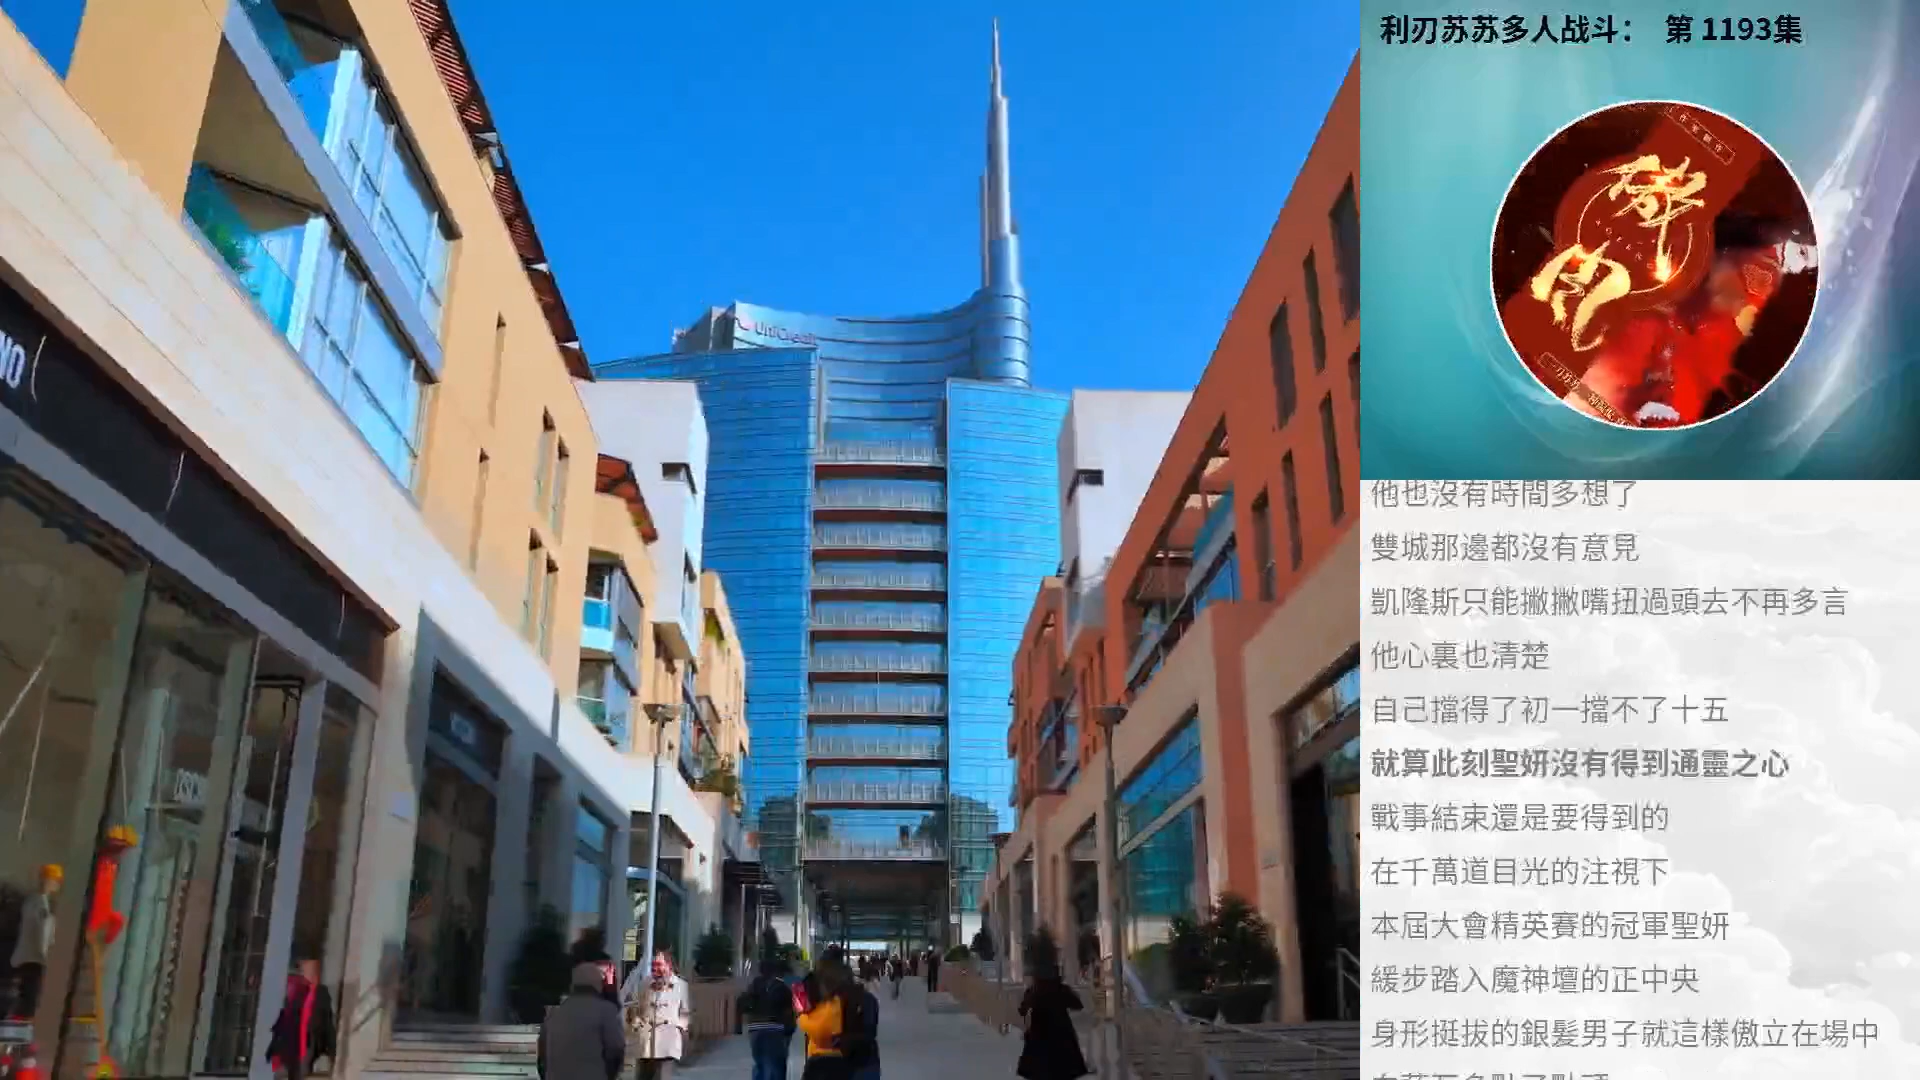 利刃苏苏多人战斗： 第 1193集
UniCredit
他也沒有時間多想了
雙城那邊都沒有意見
凱隆斯只能撇撇嘴扭過頭去不再多言
他心裏也清楚
自己擋得了初一擋不了十五
就算此刻聖妍沒有得到通靈之心
戰事結束還是要得到的
在千萬道目光的注視下
本屆大會精英賽的冠軍聖妍
緩步踏入魔神壇的正中央
身形挺拔的銀髮男子就這樣傲立在場中